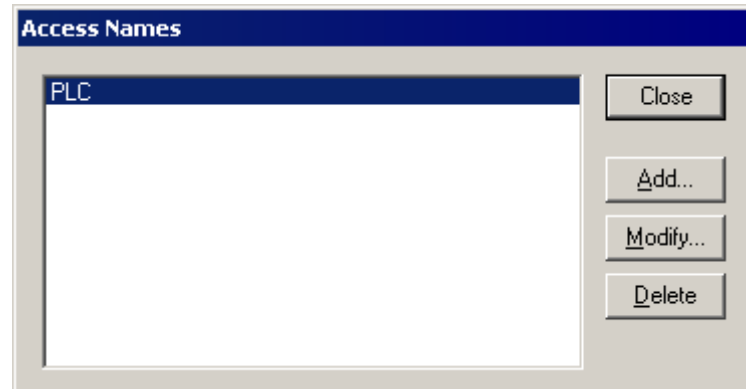 Access Names
PLC
Close
Add...
Modify...
Delete